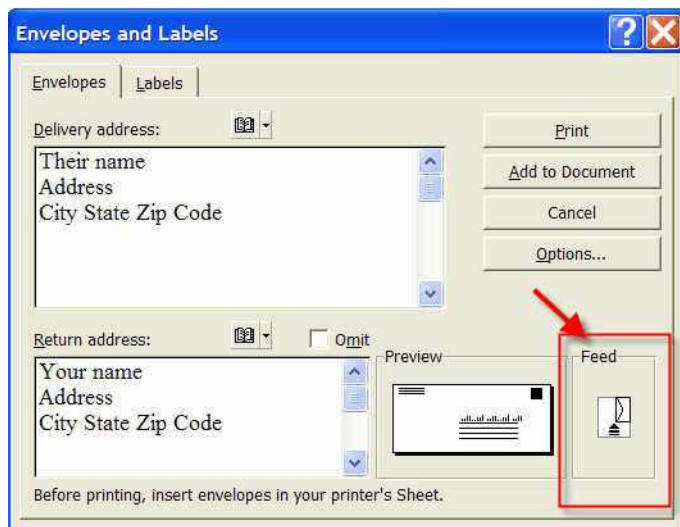 Envelopes and Labels
Envelopes
Labels
Delivery address:
Their name
Address
City State Zip Code
Print
Add to Document
Cancel
Options...
Return address:
Omit
Your name
Address
City State Zip Code
Preview
Feed
Before printing, insert envelopes in your printer's Sheet.